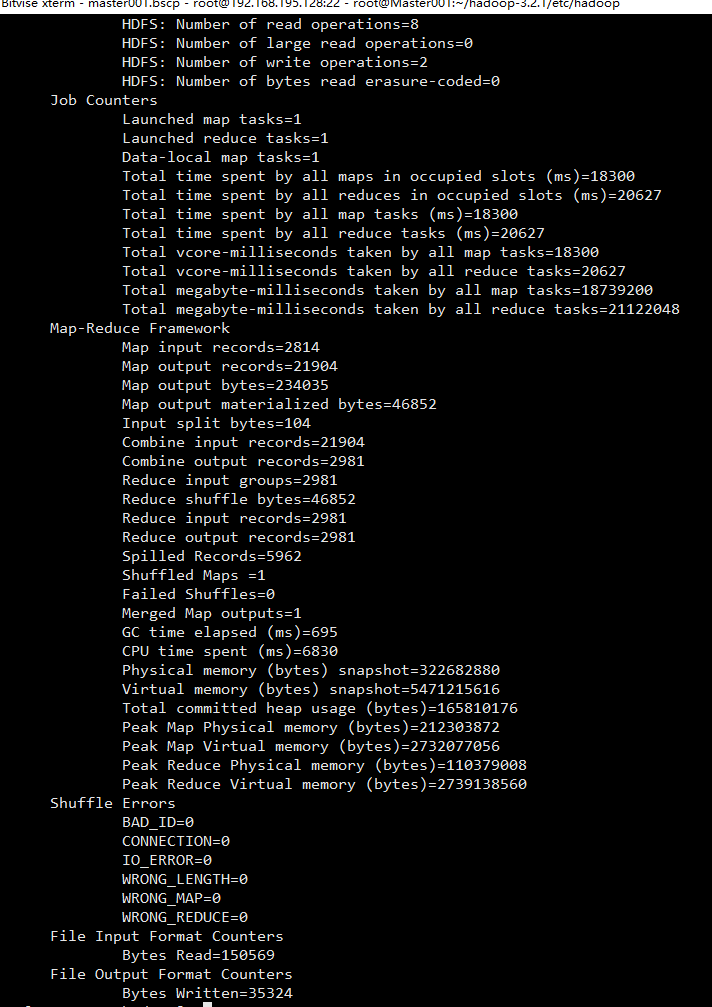 Bitvise xterm - master001.bscp - root@192.168.195.128:22 - root@Master001:~/hadoop-3.2.1/etc/hadoop
HDFS: Number of read operations=8
HDFS: Number of large read operations=0
HDFS: Number of write operations=2
HDFS: Number of bytes read erasure-coded=0
Job Counters
Launched map tasks=1
Launched reduce tasks=1
Data-local map tasks=1
Total time spent by all maps in occupied slots (ms)=18300
Total time spent by all reduces in occupied slots (ms)=20627
Total time spent by all map tasks (ms)=18300
Total time spent by all reduce tasks (ms)=20627
Total vcore-milliseconds taken by all map tasks=18300
Total vcore-milliseconds taken by all reduce tasks=20627
Total megabyte-milliseconds taken by all map tasks=18739200
Total megabyte-milliseconds taken by all reduce tasks=21122048
Map-Reduce Framework
Map input records=2814
Map output records=21904
Map output bytes=234035
Map output materialized bytes=46852
Input split bytes=104
Combine input records=21904
Combine output records=2981
Reduce input groups=2981
Reduce shuffle bytes=46852
Reduce input records=2981
Reduce output records=2981
Spilled Records=5962
Shuffled Maps =1
Failed Shuffles=0
Merged Map outputs=1
GC time elapsed (ms)=695
CPU time spent (ms)=6830
Physical memory (bytes) snapshot=322682880
Virtual memory (bytes) snapshot=5471215616
Total committed heap usage (bytes)=165810176
Peak Map Physical memory (bytes)=212303872
Peak Map Virtual memory (bytes)=2732077056
Peak Reduce Physical memory (bytes)=110379008
Peak Reduce Virtual memory (bytes)=2739138560
Shuffle Errors
BAD_ID=0
CONNECTION=0
IO_ERROR=0
WRONG_LENGTH=0
WRONG_MAP=0
WRONG_REDUCE=0
File Input Format Counters
Bytes Read=150569
File Output Format Counters
Bytes Written=35324